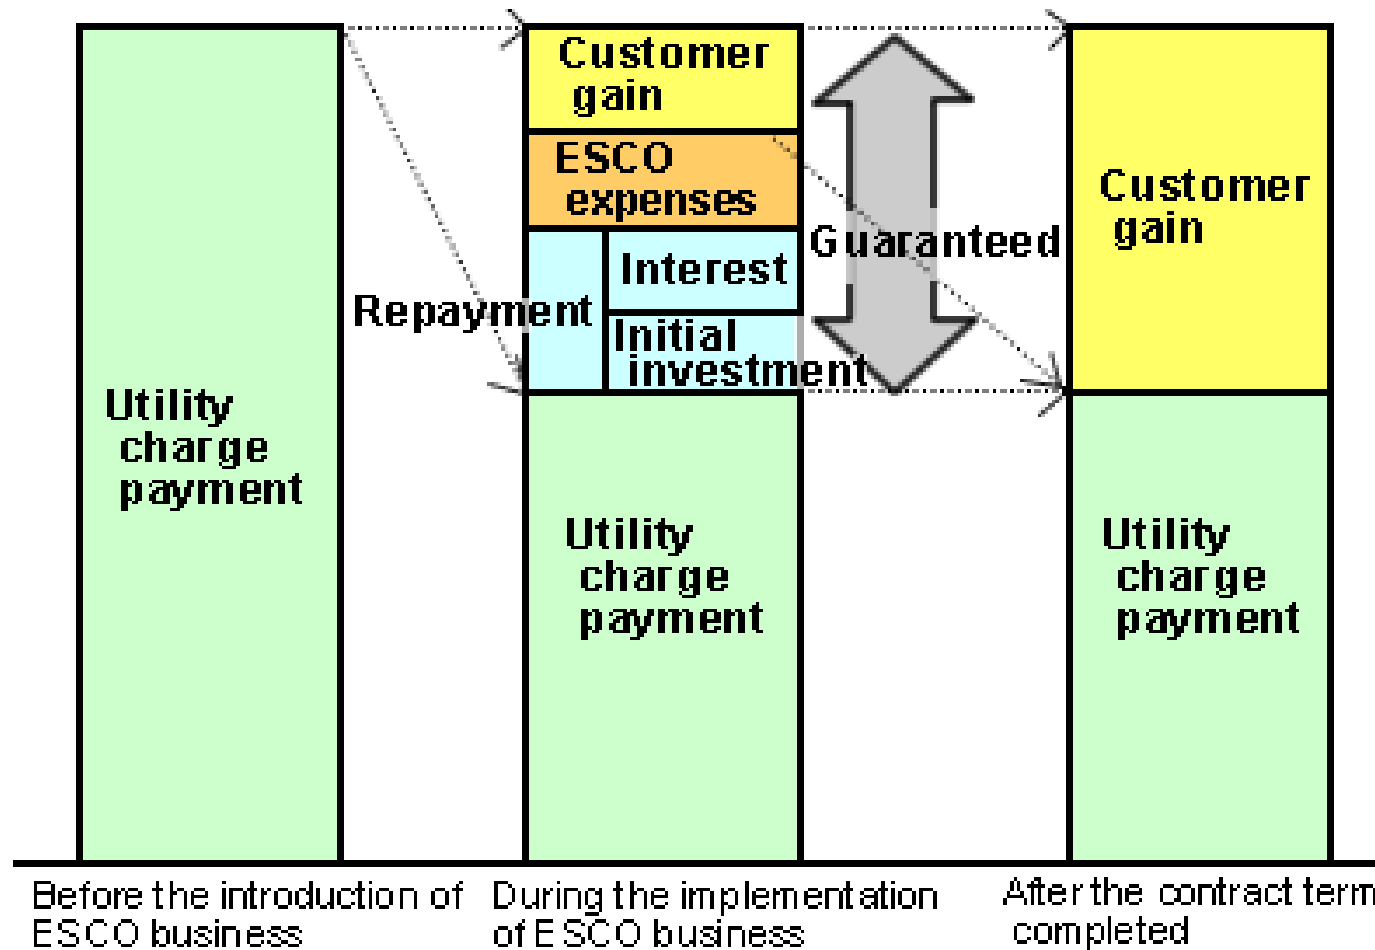 Customer
gain
ESCO
expenses
Interest
Repayment
Initial
investment
Guaranteed
Customer
gain
Utility
charge
payment
Utility
charge
payment
Utility
charge
payment
Before the introduction of
ESCO business
During the implementation
of ESCO business
After the contract term
completed